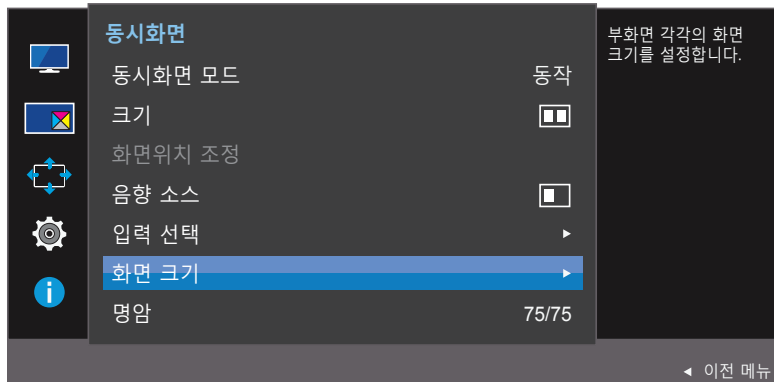 동시화면
동시화면 모드 동작
크기
화면위치 조정
음향 소스
입력 선택
화면 크기
명암 75/75
부화면 각각의 화면
크기를 설정합니다.
이전 메뉴